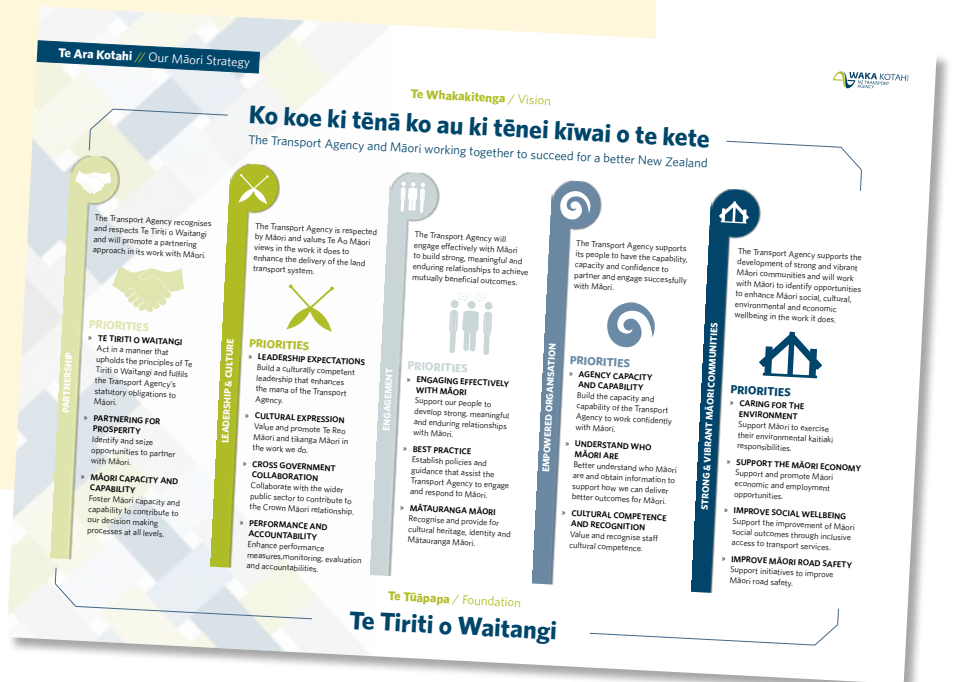 Te Ara Kotahi // Our Māori Strategy
WAKA KOTAHI
NZ TRANSPORT
AGENCY
Te Whakakitenga / Vision
Ko koe ki tēnā ko au ki tēnei kīwai o te kete
The Transport Agency and Māori working together to succeed for a better New Zealand
PARTNERSHIP
The Transport Agency recognises
and respects Te Tiriti o Waitangi
and will promote a partnering
approach in its work with Māori.
PRIORITIES
» TE TIRITI O WAITANGI
Act in a manner that
upholds the principles of Te
Tiriti o Waitangi and fulfils
the Transport Agency's
statutory obligations to
Māori.
» PARTNERING FOR
PROSPERITY
Identify and seize
opportunities to partner
with Māori.
» MĀORI CAPACITY AND
CAPABILITY
Foster Māori capacity and
capability to contribute to
our decision making
processes at all levels.
LEADERSHIP & CULTURE
The Transport Agency is respected
by Māori and values Te Ao Māori
views in the work it does to
enhance the delivery of the land
transport system.
PRIORITIES
» LEADERSHIP EXPECTATIONS
Build a culturally competent
leadership that enhances
the mana of the Transport
Agency.
» CULTURAL EXPRESSION
Value and promote Te Reo
Māori and tikanga Māori in
the work we do.
» CROSS GOVERNMENT
COLLABORATION
Collaborate with the wider
public sector to contribute to
the Crown Māori relationship.
» PERFORMANCE AND
ACCOUNTABILITY
Enhance performance
measures,monitoring, evaluation
and accountabilities.
ENGAGEMENT
The Transport Agency will
engage effectively with Māori
to build strong, meaningful and
enduring relationships to achieve
mutually beneficial outcomes.
PRIORITIES
» ENGAGING EFFECTIVELY
WITH MĀORI
Support our people to
develop strong, meaningful
and enduring relationships
with Māori.
» BEST PRACTICE
Establish policies and
guidance that assist the
Transport Agency to engage
and respond to Māori.
» MĀTAURANGA MĀORI
Recognise and provide for
cultural heritage, identity and
Mātauranga Māori.
EMPOWERED ORGANISATION
The Transport Agency supports
its people to have the capability,
capacity and confidence to
partner and engage successfully
with Māori.
PRIORITIES
» AGENCY CAPACITY
AND CAPABILITY
Build the capacity and
capability of the Transport
Agency to work confidently
with Māori.
» UNDERSTAND WHO
MĀORI ARE
Better understand who Māori
are and obtain information to
support how we can deliver
better outcomes for Māori.
» CULTURAL COMPETENCE
AND RECOGNITION
Value and recognise staff
cultural competence.
STRONG & VIBRANT MĀORI COMMUNITIES
The Transport Agency supports the
development of strong and vibrant
Māori communities and will work
with Māori to identify opportunities
to enhance Māori social, cultural,
environmental and economic
wellbeing in the work it does.
PRIORITIES
» CARING FOR THE
ENVIRONMENT
Support Māori to exercise
their environmental kaitiaki
responsibilities.
» SUPPORT THE MĀORI ECONOMY
Support and promote Māori
economic and employment
opportunities.
» IMPROVE SOCIAL WELLBEING
Support the improvement of Māori
social outcomes through inclusive
access to transport services.
» IMPROVE MĀORI ROAD SAFETY
Support initiatives to improve
Māori road safety.
Te Tūāpapa / Foundation
Te Tiriti o Waitangi